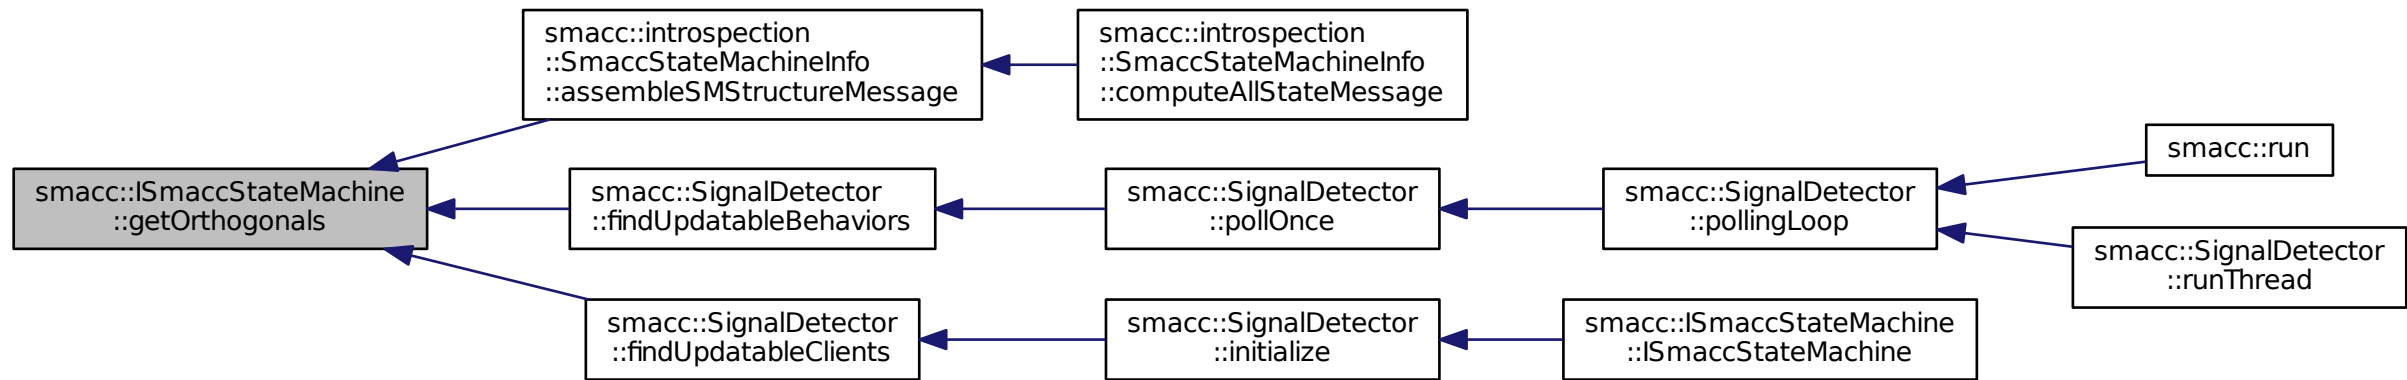 smacc::introspection
::SmaccStateMachineInfo
::assembleSMStructureMessage
smacc::introspection
::SmaccStateMachineInfo
::computeAllStateMessage
smacc::run
smacc::ISmaccStateMachine
::getOrthogonals
smacc::SignalDetector
::findUpdatableBehaviors
smacc::SignalDetector
::pollOnce
smacc::SignalDetector
::pollingLoop
smacc::SignalDetector
::runThread
smacc::SignalDetector
::findUpdatableClients
smacc::SignalDetector
::initialize
smacc::ISmaccStateMachine
::ISmaccStateMachine